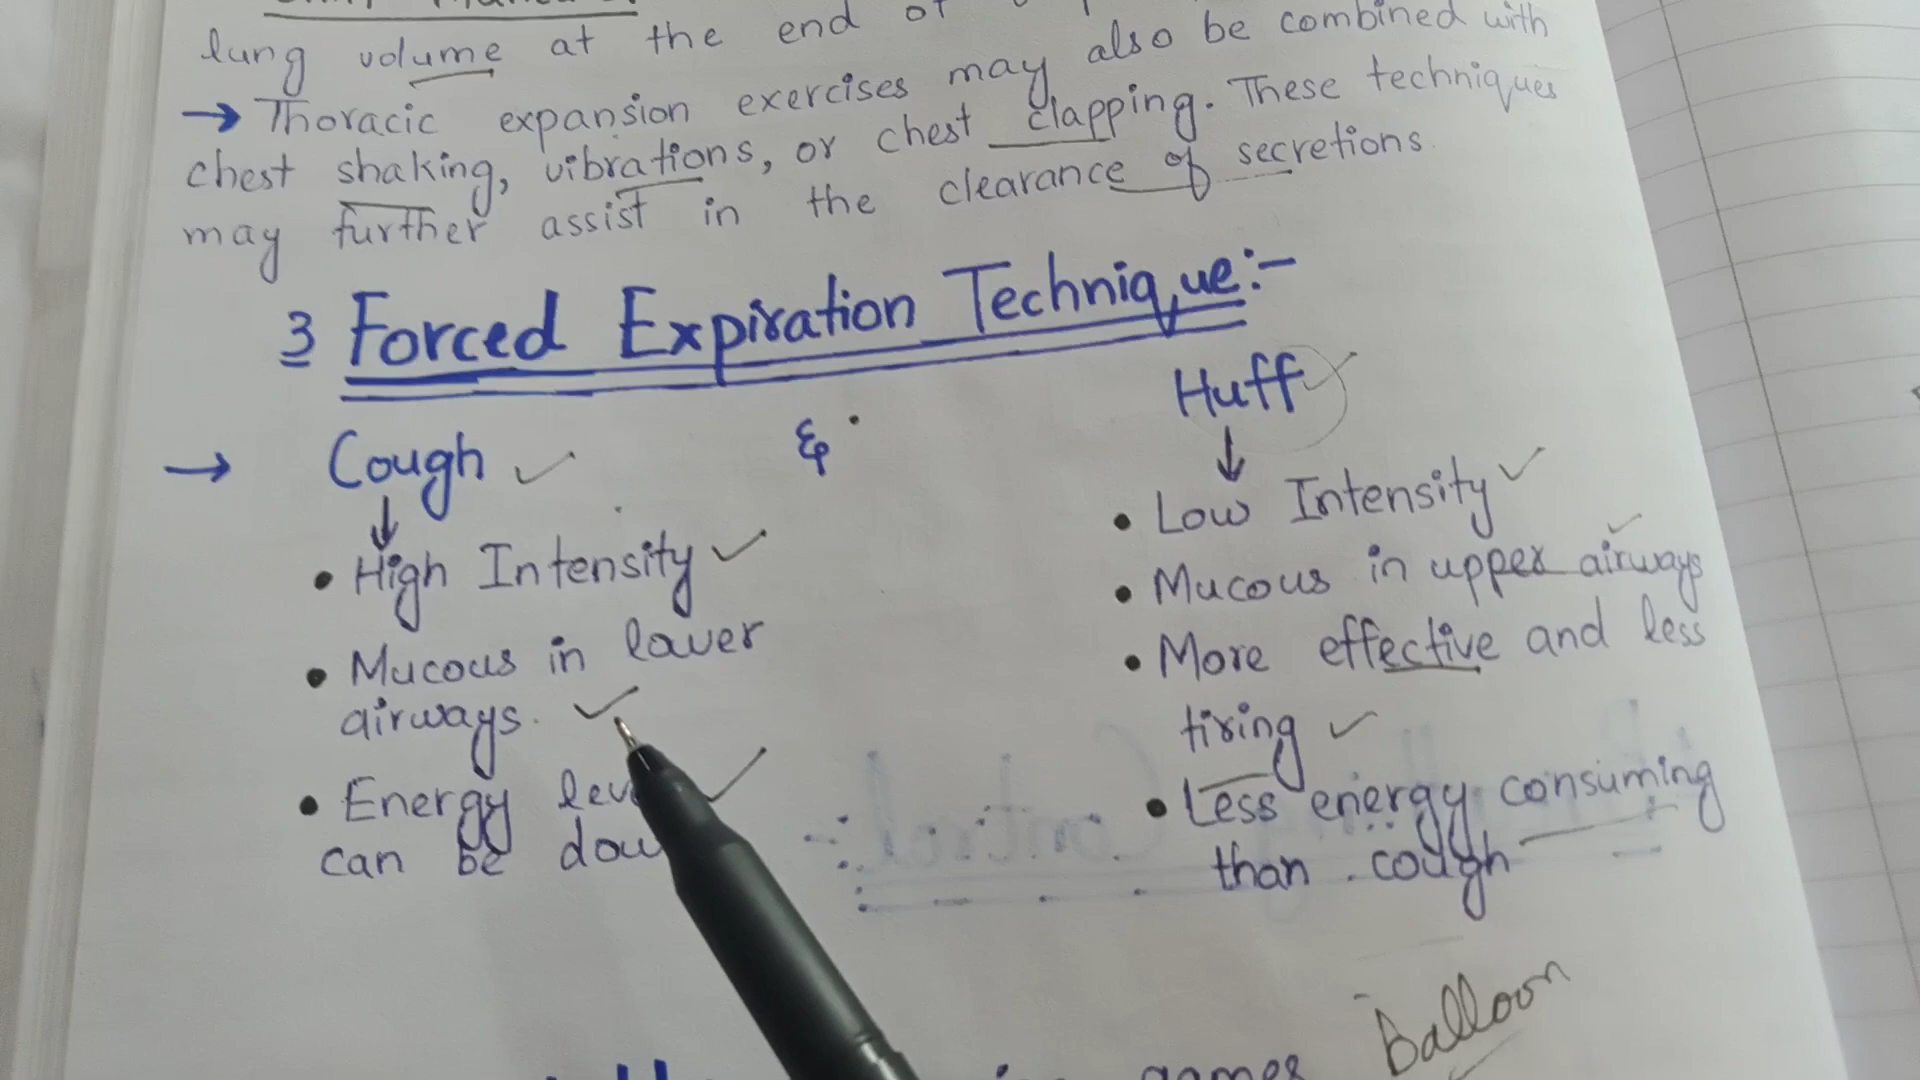 lung volume at the end of
→ Thoracic expansion exercises may also be combined with
chest shaking, vibrations, or chest clapping. These techniques
may further assist in the clearance of secretions
3 Forced Expiration Technique:-
→ Cough ✓ & Huff ✓
↓ ↓
• High Intensity ✓
• Mucous in lower
airways. ✓
• Energy
can be
• Low Intensity ✓
• Mucous in upper airways ✓
• More effective and less
tiring ✓
• Less energy consuming
than cough
games Balloon